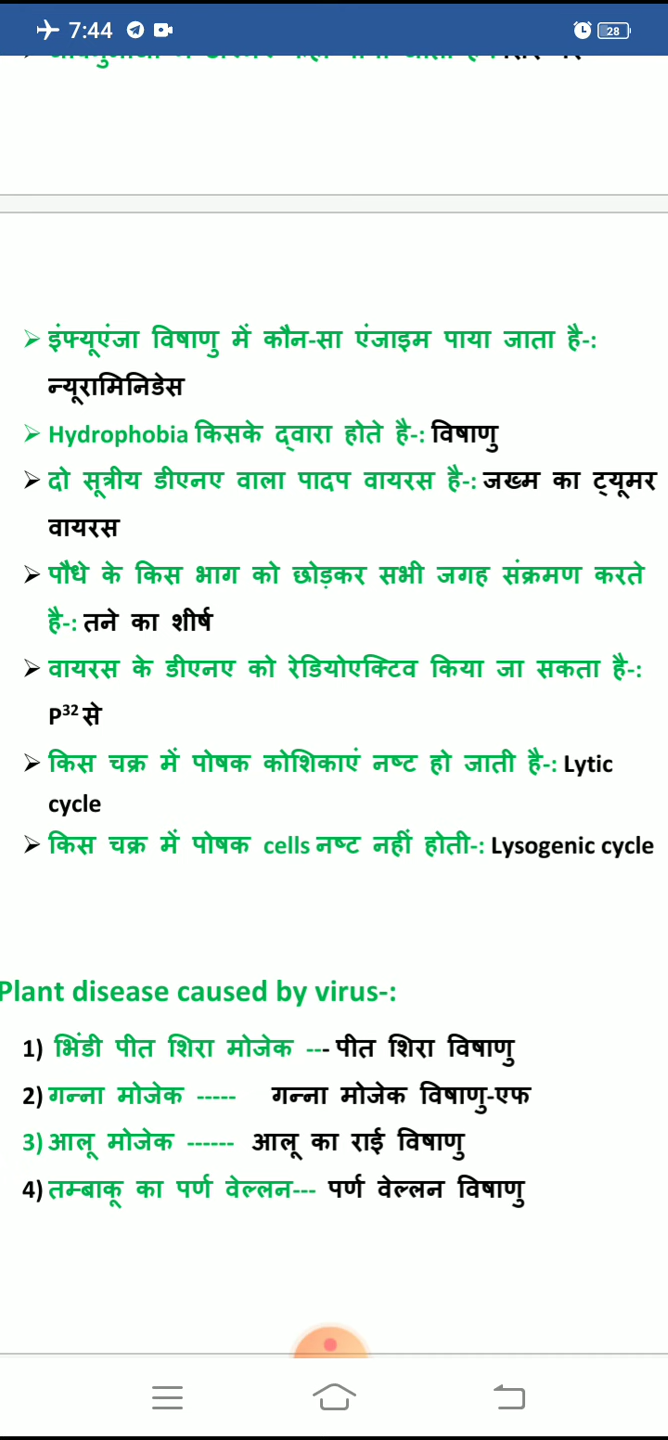 7:44
28
➢ इंफ्यूएंजा विषाणु में कौन-सा एंजाइम पाया जाता है-:
न्यूरामिनिडेस
➢ Hydrophobia किसके द्वारा होते है-: विषाणु
➢ दो सूत्रीय डीएनए वाला पादप वायरस है-: जख्म का ट्यूमर
वायरस
➢ पौधे के किस भाग को छोड़कर सभी जगह संक्रमण करते
है-: तने का शीर्ष
➢ वायरस के डीएनए को रेडियोएक्टिव किया जा सकता है-:
P³² से
➢ किस चक्र में पोषक कोशिकाएं नष्ट हो जाती है-: Lytic
cycle
➢ किस चक्र में पोषक cells नष्ट नहीं होती-: Lysogenic cycle
Plant disease caused by virus-:
1) भिंडी पीत शिरा मोजेक --- पीत शिरा विषाणु
2) गन्ना मोजेक ----- गन्ना मोजेक विषाणु-एफ
3) आलू मोजेक ------ आलू का राई विषाणु
4) तम्बाकू का पर्ण वेल्लन--- पर्ण वेल्लन विषाणु